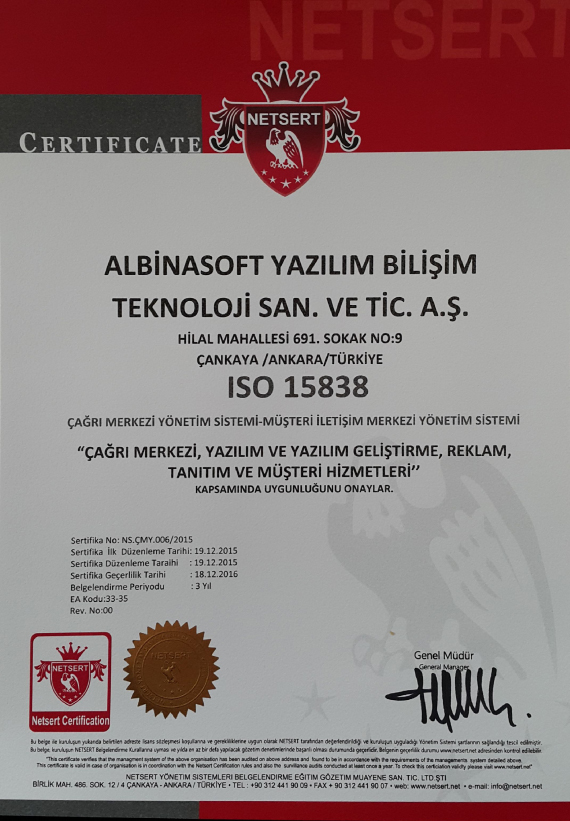 NETSERT
NETSERT
CERTIFICATE
ALBİNASOFT YAZILIM BİLİŞİM
TEKNOLOJİ SAN. VE TİC. A.Ş.
HİLAL MAHALLESİ 691. SOKAK NO:9
ÇANKAYA /ANKARA/TÜRKİYE
ISO 15838
ÇAĞRI MERKEZİ YÖNETİM SİSTEMİ-MÜŞTERİ İLETİŞİM MERKEZİ YÖNETİM SİSTEMİ
“ÇAĞRI MERKEZİ, YAZILIM VE YAZILIM GELİŞTİRME, REKLAM,
TANITIM VE MÜŞTERİ HİZMETLERİ’’
KAPSAMINDA UYGUNLUĞUNU ONAYLAR.
Sertifika No: NS.ÇMY.006/2015
Sertifika İlk Düzenleme Tarihi: 19.12.2015
Sertifika Düzenleme Taraihi : 19.12.2015
Sertifika Geçerlilik Tarihi : 18.12.2016
Belgelendirme Periyodu : 3 Yıl
EA Kodu:33-35
Rev. No:00
Genel Müdür
General Manager
NETSERT
NETSERT
Netsert Certification
Bu belge ile kuruluşun yukarıda belirtilen adreste lisans sözleşmesi koşullarına ve gerekliliklerine uygun olarak NETSERT tarafından değerlendirildiği ve kuruluşun uyguladığı Yönetim Sistemi şartlarının sağlandığı tescil edilmiştir.
Bu belge, kuruluşun NETSERT Belgelendirme Kurallarına uyması ve yılda en az bir defa yapılacak gözetim denetimlerinde başarılı olması durumunda geçerlidir. Belgenin geçerlilik durumu www.netsert.net adresinden kontrol edilebilir.
"This certificate verifies that the managment system of the above organisation has been audited on above address and found to be in accordance with the requirements of the managements system detailed above.
This certificate is valid in case of organisation is in coordination with the Netsert Certification rules and also the surviliance audits conducted at least once a year. To check this certification validity please visit www.netsert.net"
NETSERT YÖNETİM SİSTEMLERİ BELGELENDİRME EĞİTİM GÖZETİM MUAYENE SAN. TİC. LTD ŞTİ
BİRLİK MAH. 486. SOK. 12 / 4 ÇANKAYA - ANKARA / TÜRKİYE • TEL : +90 312 441 90 09 • FAX + 90 312 441 90 07 • web: www.netsert.net • e-mail: info@netsert.net